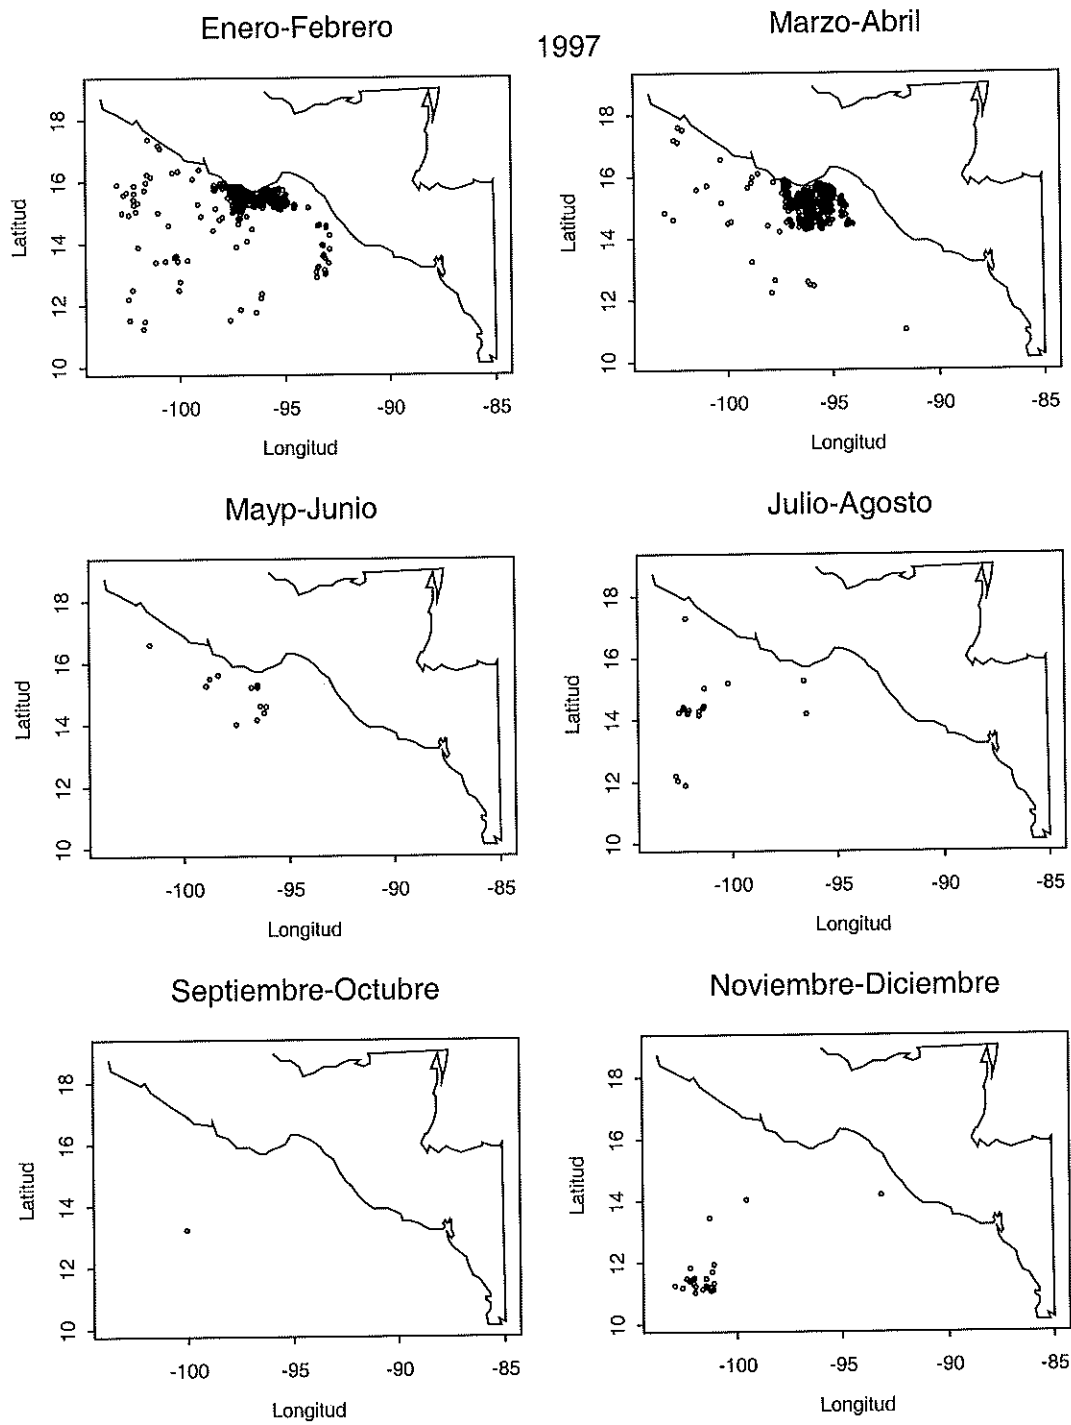 Enero-Febrero
1997
Marzo-Abril
Latitud
10 12 14 16 18
-100 -95 -90 -85
Longitud
Latitud
10 12 14 16 18
-100 -95 -90 -85
Longitud
Mayp-Junio
Julio-Agosto
Latitud
10 12 14 16 18
-100 -95 -90 -85
Longitud
Latitud
10 12 14 16 18
-100 -95 -90 -85
Longitud
Septiembre-Octubre
Noviembre-Diciembre
Latitud
10 12 14 16 18
-100 -95 -90 -85
Longitud
Latitud
10 12 14 16 18
-100 -95 -90 -85
Longitud